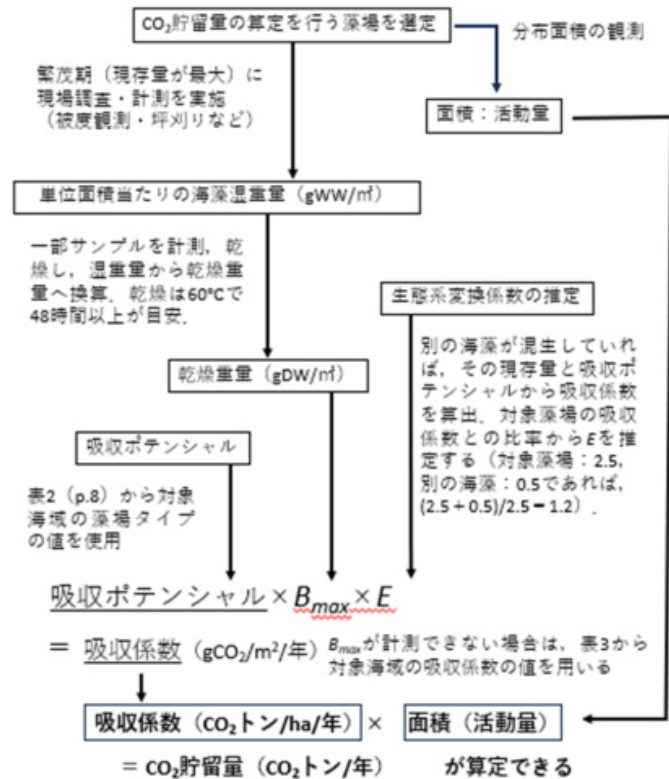 CO₂貯留量の算定を行う藻場を選定
分布面積の観測
繁茂期（現存量が最大）に
現場調査・計測を実施
（被度観測・坪刈りなど）
面積：活動量
単位面積当たりの海藻湿重量（gWW/㎡）
一部サンプルを計測，乾
燥し，湿重量から乾燥重
量へ換算．乾燥は60℃で
48時間以上が目安．
生態系変換係数の推定
別の海藻が混生していれ
ば，その現存量と吸収ポ
テンシャルから吸収係数
を算出．対象藻場の吸収
係数との比率からEを推
定する（対象藻場：2.5，
別の海藻：0.5であれば，
(2.5＋0.5)/2.5＝1.2）．
乾燥重量（gDW/㎡）
吸収ポテンシャル
表2（p.8）から対象
海域の藻場タイプ
の値を使用
吸収ポテンシャル×Bmax×E
＝ 吸収係数（gCO₂/m²/年）
Bmaxが計測できない場合は，表3から
対象海域の吸収係数の値を用いる
吸収係数（CO₂トン/ha/年） × 面積（活動量）
＝CO₂貯留量（CO₂トン/年） が算定できる